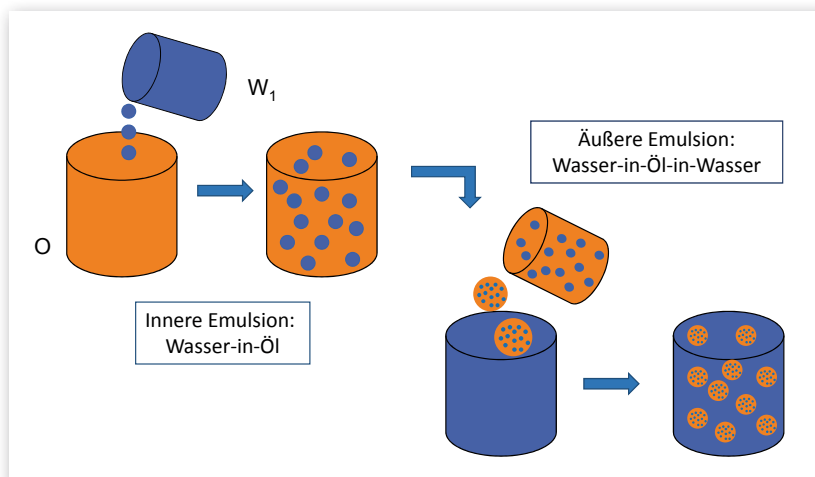 W₁
O
Innere Emulsion:
Wasser-in-Öl
Äußere Emulsion:
Wasser-in-Öl-in-Wasser